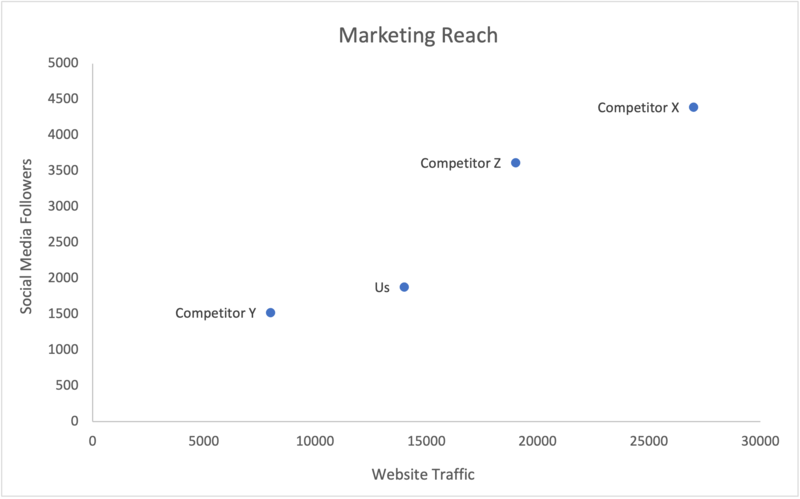 Marketing Reach
5000
4500
4000
3500
3000
2500
2000
1500
1000
500
0
Social Media Followers
Competitor X
Competitor Z
Us
Competitor Y
0 5000 10000 15000 20000 25000 30000
Website Traffic